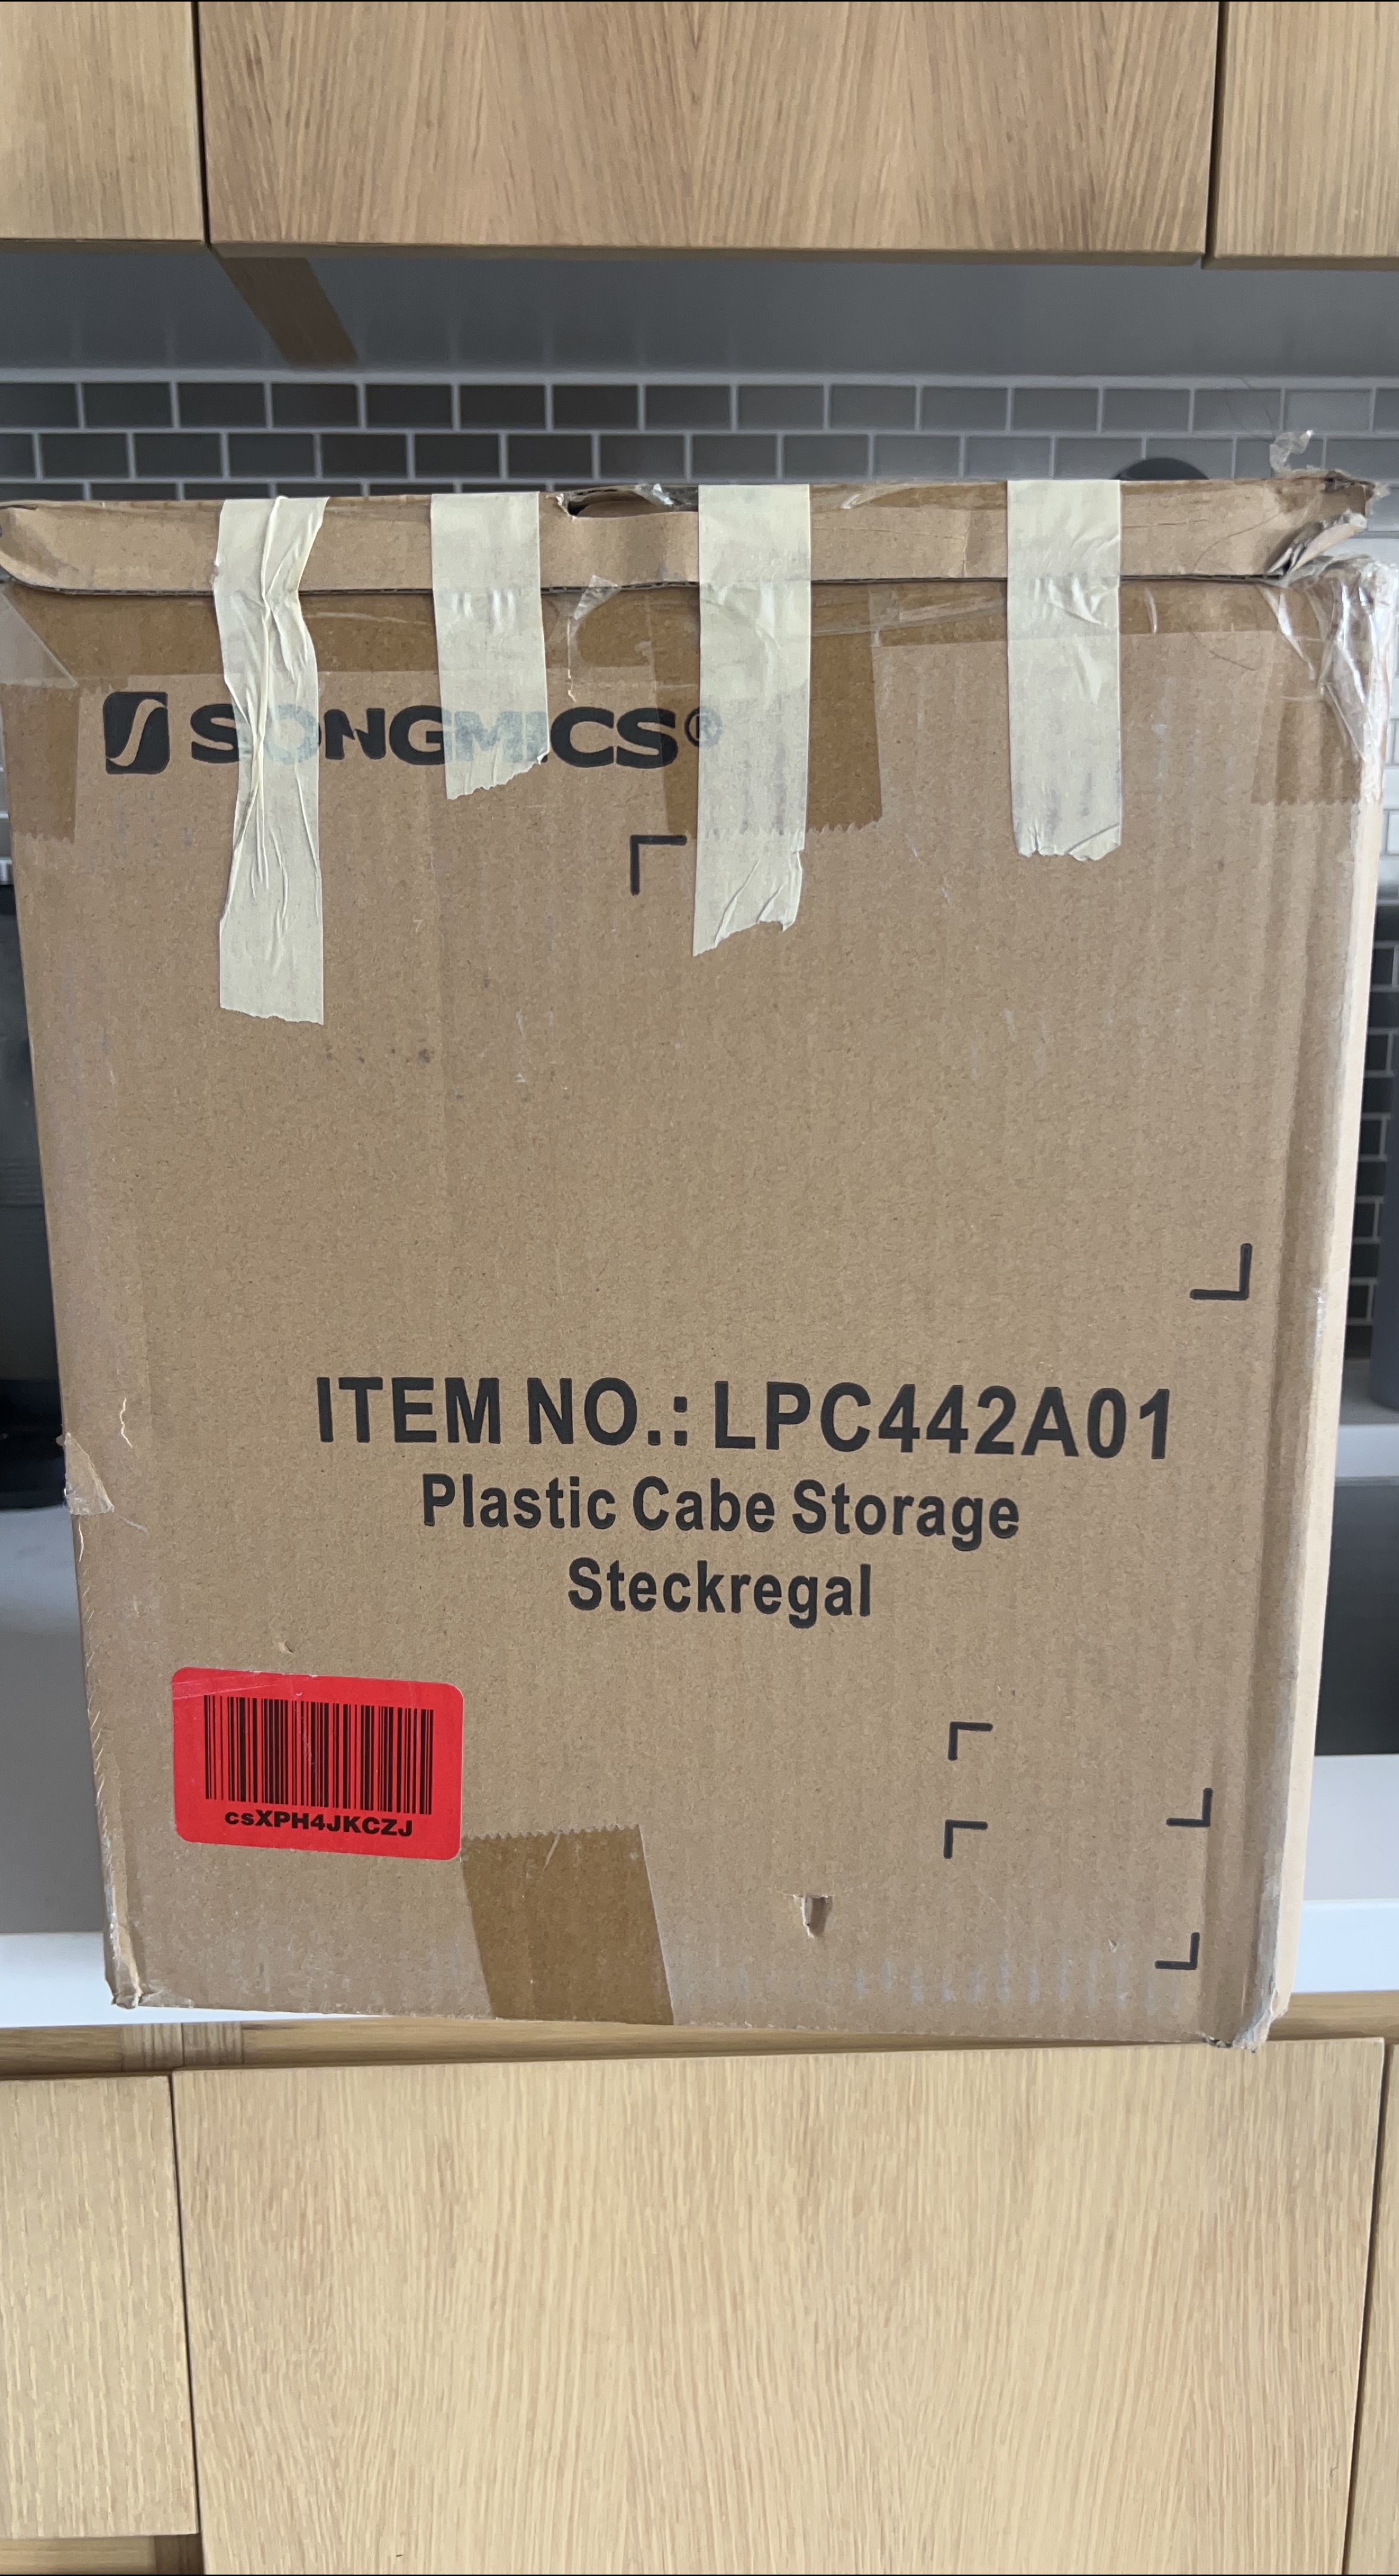 SONGMICS®
ITEM NO.: LPC442A01
Plastic Cabe Storage
Steckregal
csXPH4JKCZJ